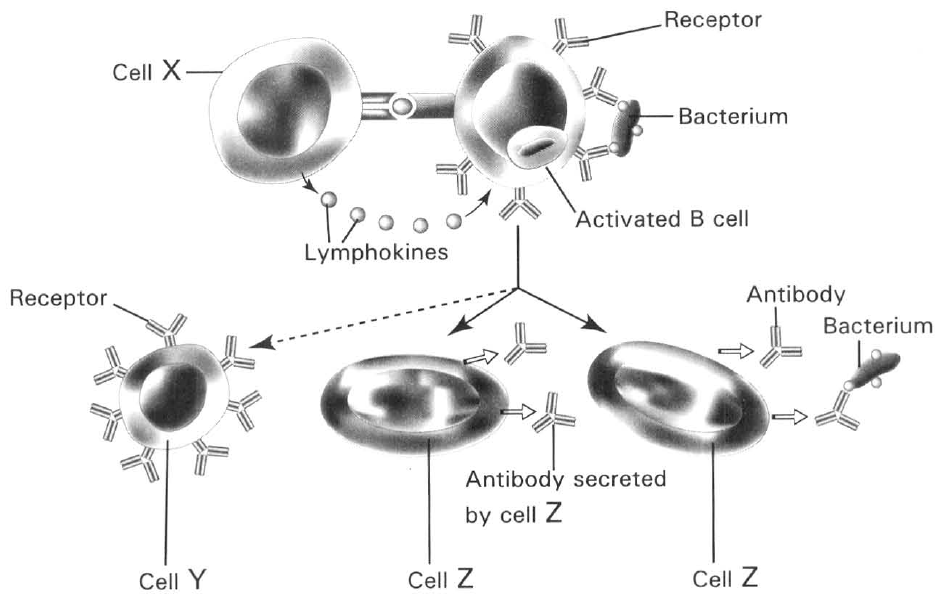 Receptor
Cell X
Bacterium
Activated B cell
Lymphokines
Receptor
Antibody
Bacterium
Antibody secreted
by cell Z
Cell Y
Cell Z
Cell Z